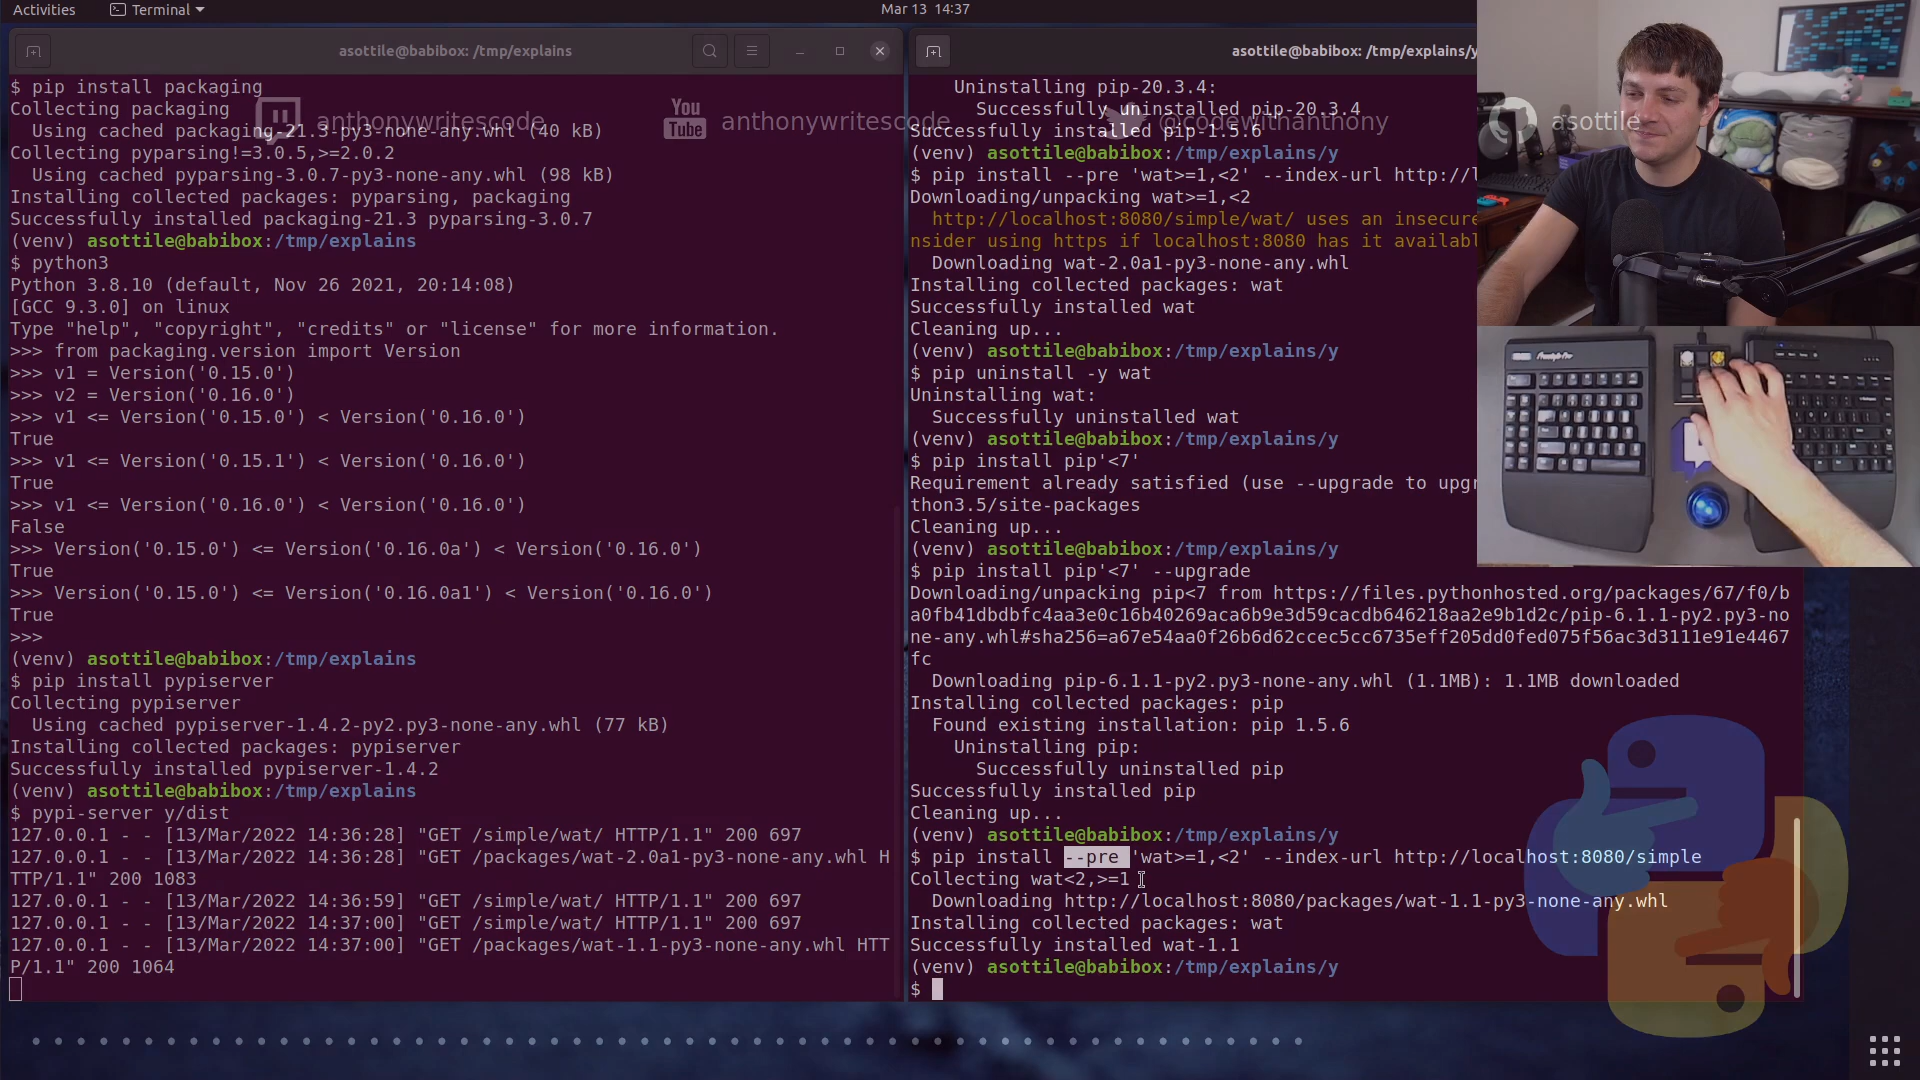 Activities
Terminal
Mar 13 14:37
asottile@babibox: /tmp/explains
$ pip install packaging
Collecting packaging
Using cached packaging-21.3-py3-none-any.whl (40 kB)
Collecting pyparsing!=3.0.5,>=2.0.2
Using cached pyparsing-3.0.7-py3-none-any.whl (98 kB)
Installing collected packages: pyparsing, packaging
Successfully installed packaging-21.3 pyparsing-3.0.7
(venv) asottile@babibox:/tmp/explains
$ python3
Python 3.8.10 (default, Nov 26 2021, 20:14:08)
[GCC 9.3.0] on linux
Type "help", "copyright", "credits" or "license" for more information.
>>> from packaging.version import Version
>>> v1 = Version('0.15.0')
>>> v2 = Version('0.16.0')
>>> v1 <= Version('0.15.0') < Version('0.16.0')
True
>>> v1 <= Version('0.15.1') < Version('0.16.0')
True
>>> v1 <= Version('0.16.0') < Version('0.16.0')
False
>>> Version('0.15.0') <= Version('0.16.0a') < Version('0.16.0')
True
>>> Version('0.15.0') <= Version('0.16.0a1') < Version('0.16.0')
True
>>>
(venv) asottile@babibox:/tmp/explains
$ pip install pypiserver
Collecting pypiserver
Using cached pypiserver-1.4.2-py2.py3-none-any.whl (77 kB)
Installing collected packages: pypiserver
Successfully installed pypiserver-1.4.2
(venv) asottile@babibox:/tmp/explains
$ pypi-server y/dist
127.0.0.1 - - [13/Mar/2022 14:36:28] "GET /simple/wat/ HTTP/1.1" 200 697
127.0.0.1 - - [13/Mar/2022 14:36:28] "GET /packages/wat-2.0a1-py3-none-any.whl H
TTP/1.1" 200 1083
127.0.0.1 - - [13/Mar/2022 14:36:59] "GET /simple/wat/ HTTP/1.1" 200 697
127.0.0.1 - - [13/Mar/2022 14:37:00] "GET /simple/wat/ HTTP/1.1" 200 697
127.0.0.1 - - [13/Mar/2022 14:37:00] "GET /packages/wat-1.1-py3-none-any.whl HTT
P/1.1" 200 1064
anthonywritescode
You Tube
anthonywritescode
@codewithanthony
asottile
asottile@babibox: /tmp/explains/y
Uninstalling pip-20.3.4:
Successfully uninstalled pip-20.3.4
Successfully installed pip-1.5.6
(venv) asottile@babibox:/tmp/explains/y
$ pip install --pre 'wat>=1,<2' --index-url http://l
Downloading/unpacking wat>=1,<2
http://localhost:8080/simple/wat/ uses an insecure
nsider using https if localhost:8080 has it availabl
Downloading wat-2.0a1-py3-none-any.whl
Installing collected packages: wat
Successfully installed wat
Cleaning up...
(venv) asottile@babibox:/tmp/explains/y
$ pip uninstall -y wat
Uninstalling wat:
Successfully uninstalled wat
(venv) asottile@babibox:/tmp/explains/y
$ pip install pip'<7'
Requirement already satisfied (use --upgrade to upgr
thon3.5/site-packages
Cleaning up...
(venv) asottile@babibox:/tmp/explains/y
$ pip install pip'<7' --upgrade
Downloading/unpacking pip<7 from https://files.pythonhosted.org/packages/67/f0/b
a0fb41dbdbfc4aa3e0c16b40269aca6b9e3d59cacdb646218aa2e9b1d2c/pip-6.1.1-py2.py3-no
ne-any.whl#sha256=a67e54aa0f26b6d62ccec5cc6735eff205dd0fed075f56ac3d3111e91e4467
fc
Downloading pip-6.1.1-py2.py3-none-any.whl (1.1MB): 1.1MB downloaded
Installing collected packages: pip
Found existing installation: pip 1.5.6
Uninstalling pip:
Successfully uninstalled pip
Successfully installed pip
Cleaning up...
(venv) asottile@babibox:/tmp/explains/y
$ pip install --pre 'wat>=1,<2' --index-url http://localhost:8080/simple
Collecting wat<2,>=1
Downloading http://localhost:8080/packages/wat-1.1-py3-none-any.whl
Installing collected packages: wat
Successfully installed wat-1.1
(venv) asottile@babibox:/tmp/explains/y
$